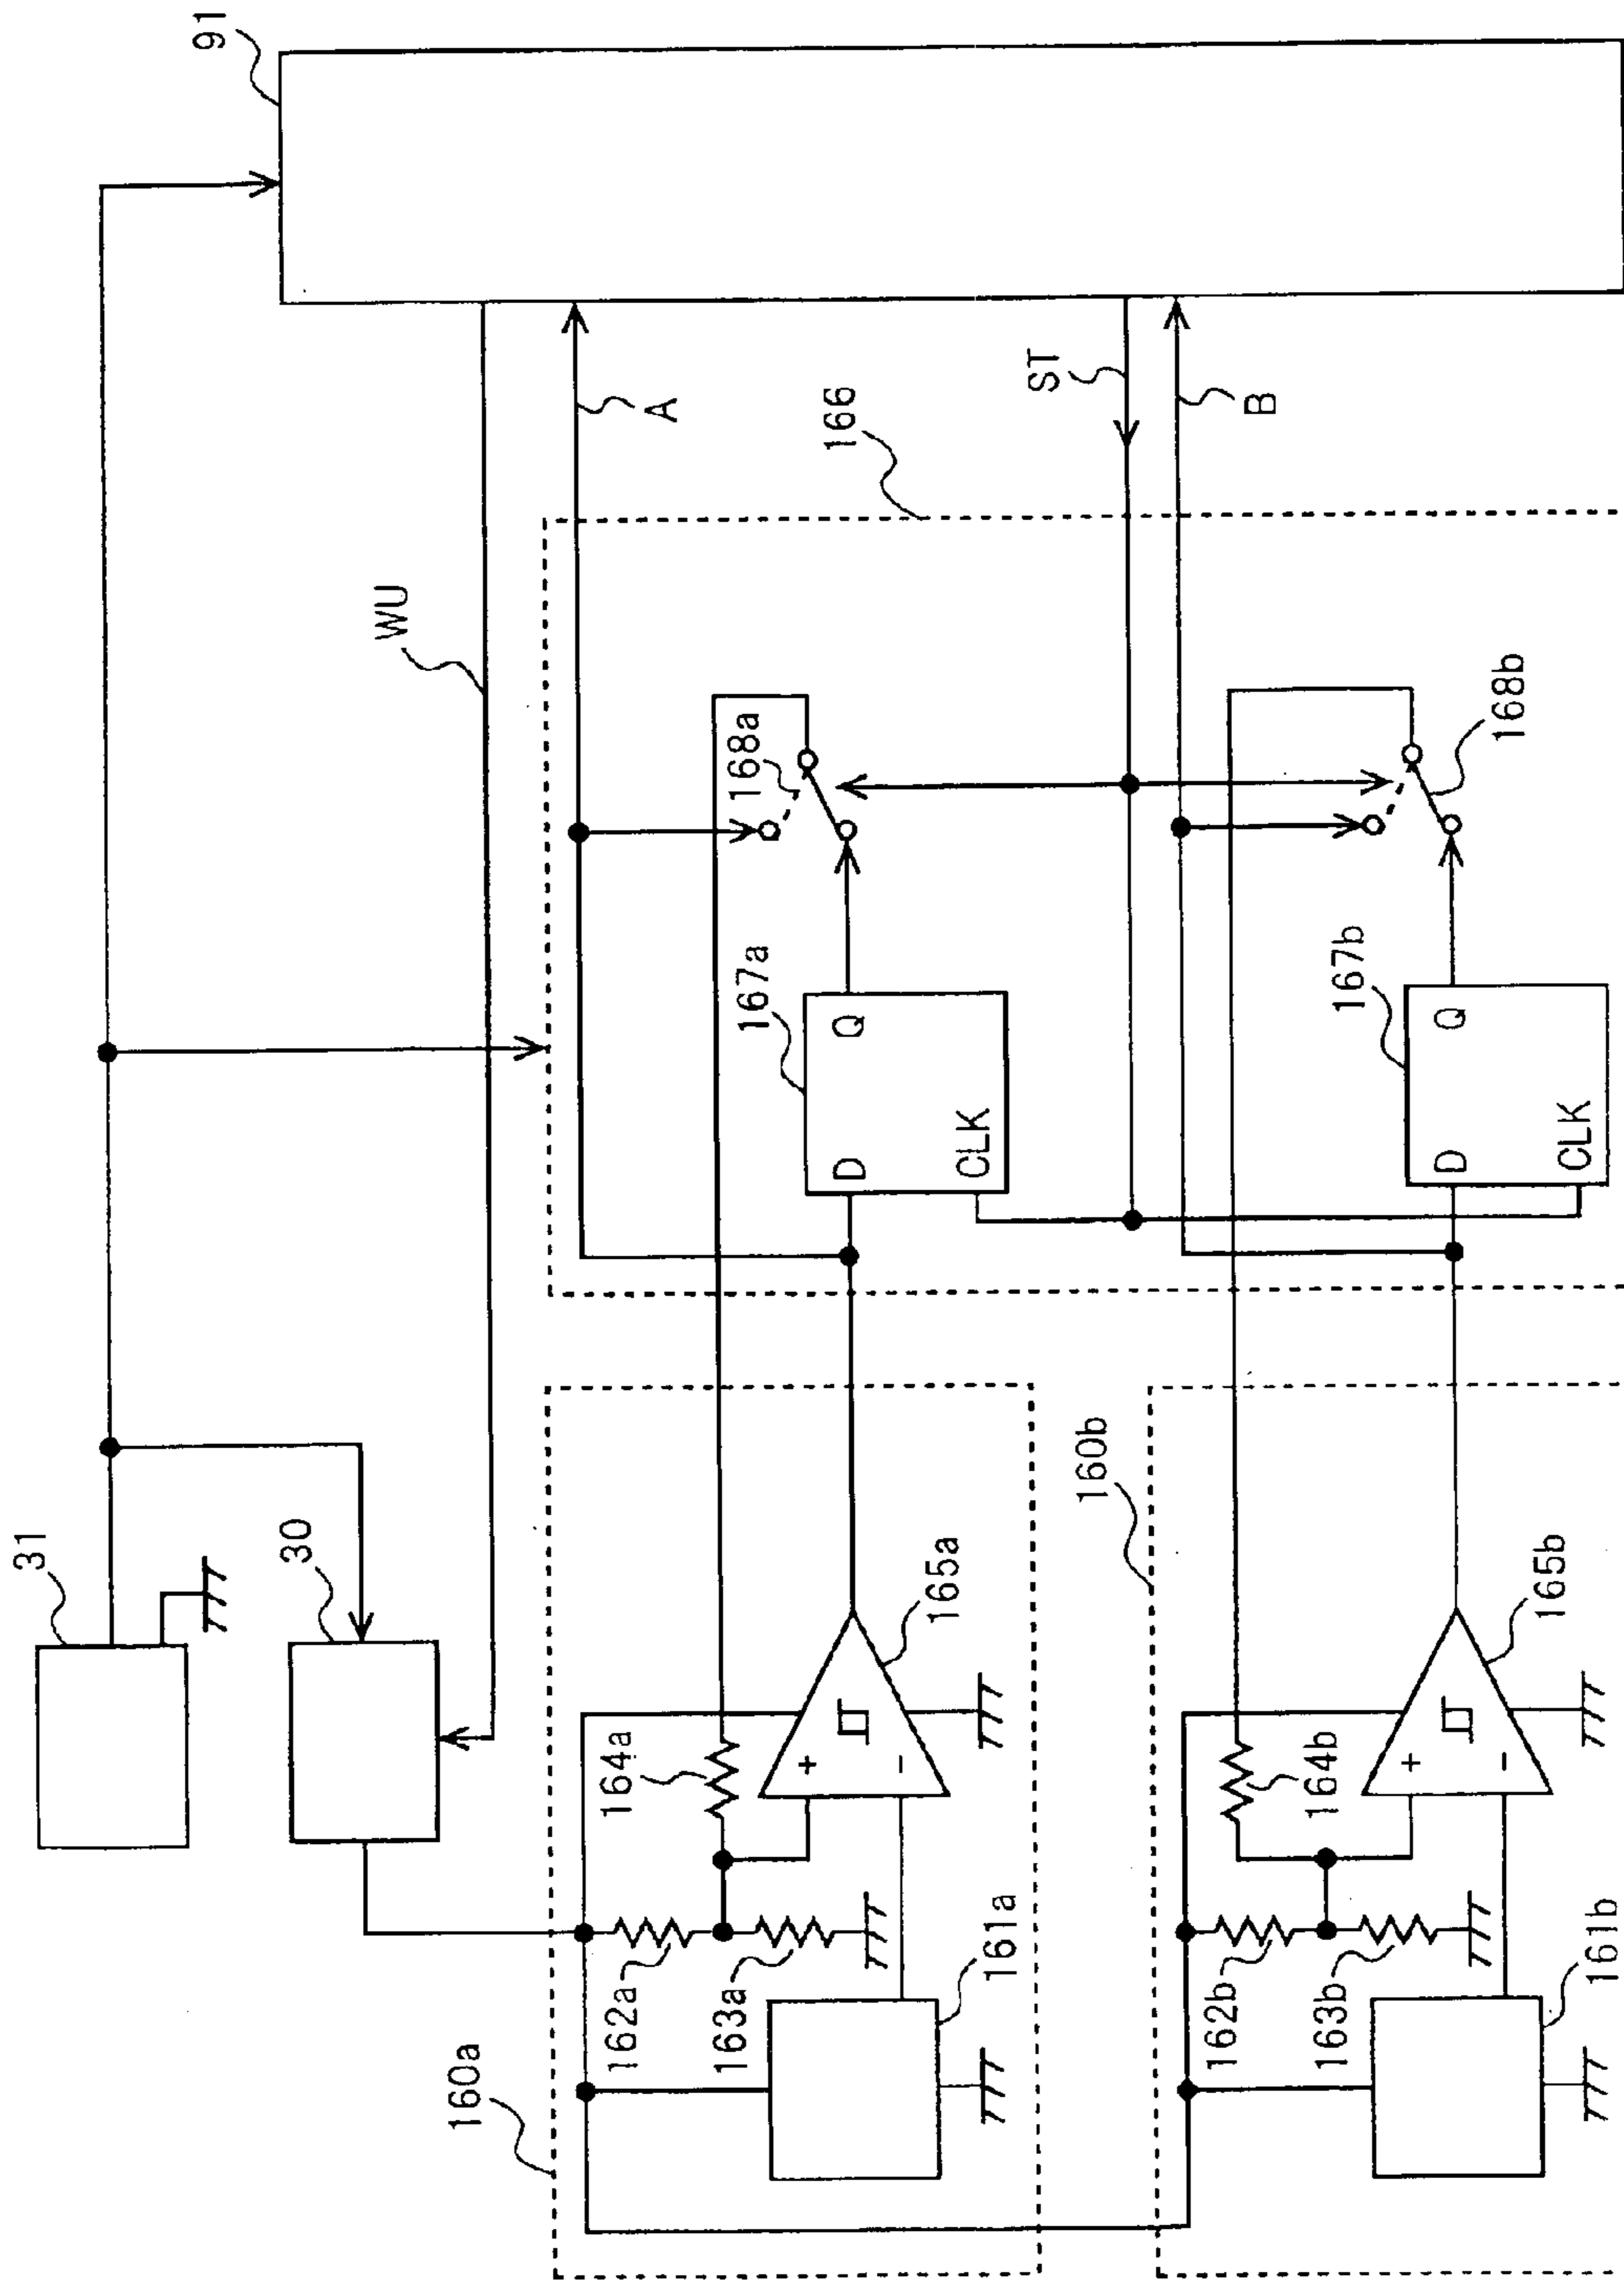 31
30
WU
91
160a
161a
162a
163a
164a
+
-
165a
D
Q
CLK
167a
168a
166
A
ST
B
160b
161b
162b
163b
164b
+
-
165b
D
Q
CLK
167b
168b